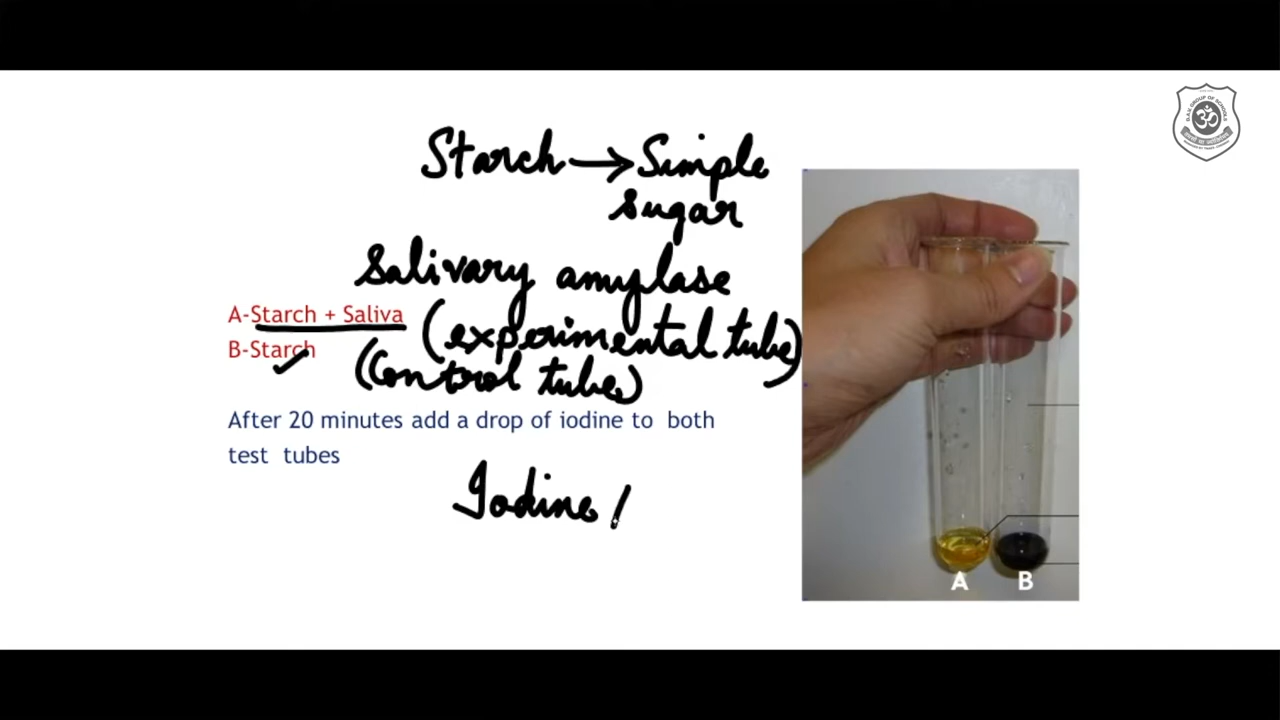 Starch → Simple
sugar
Salivary amylase
A-Starch + Saliva (experimental tube)
B-Starch (Control tube)
After 20 minutes add a drop of iodine to both
test tubes
Iodine /
A B